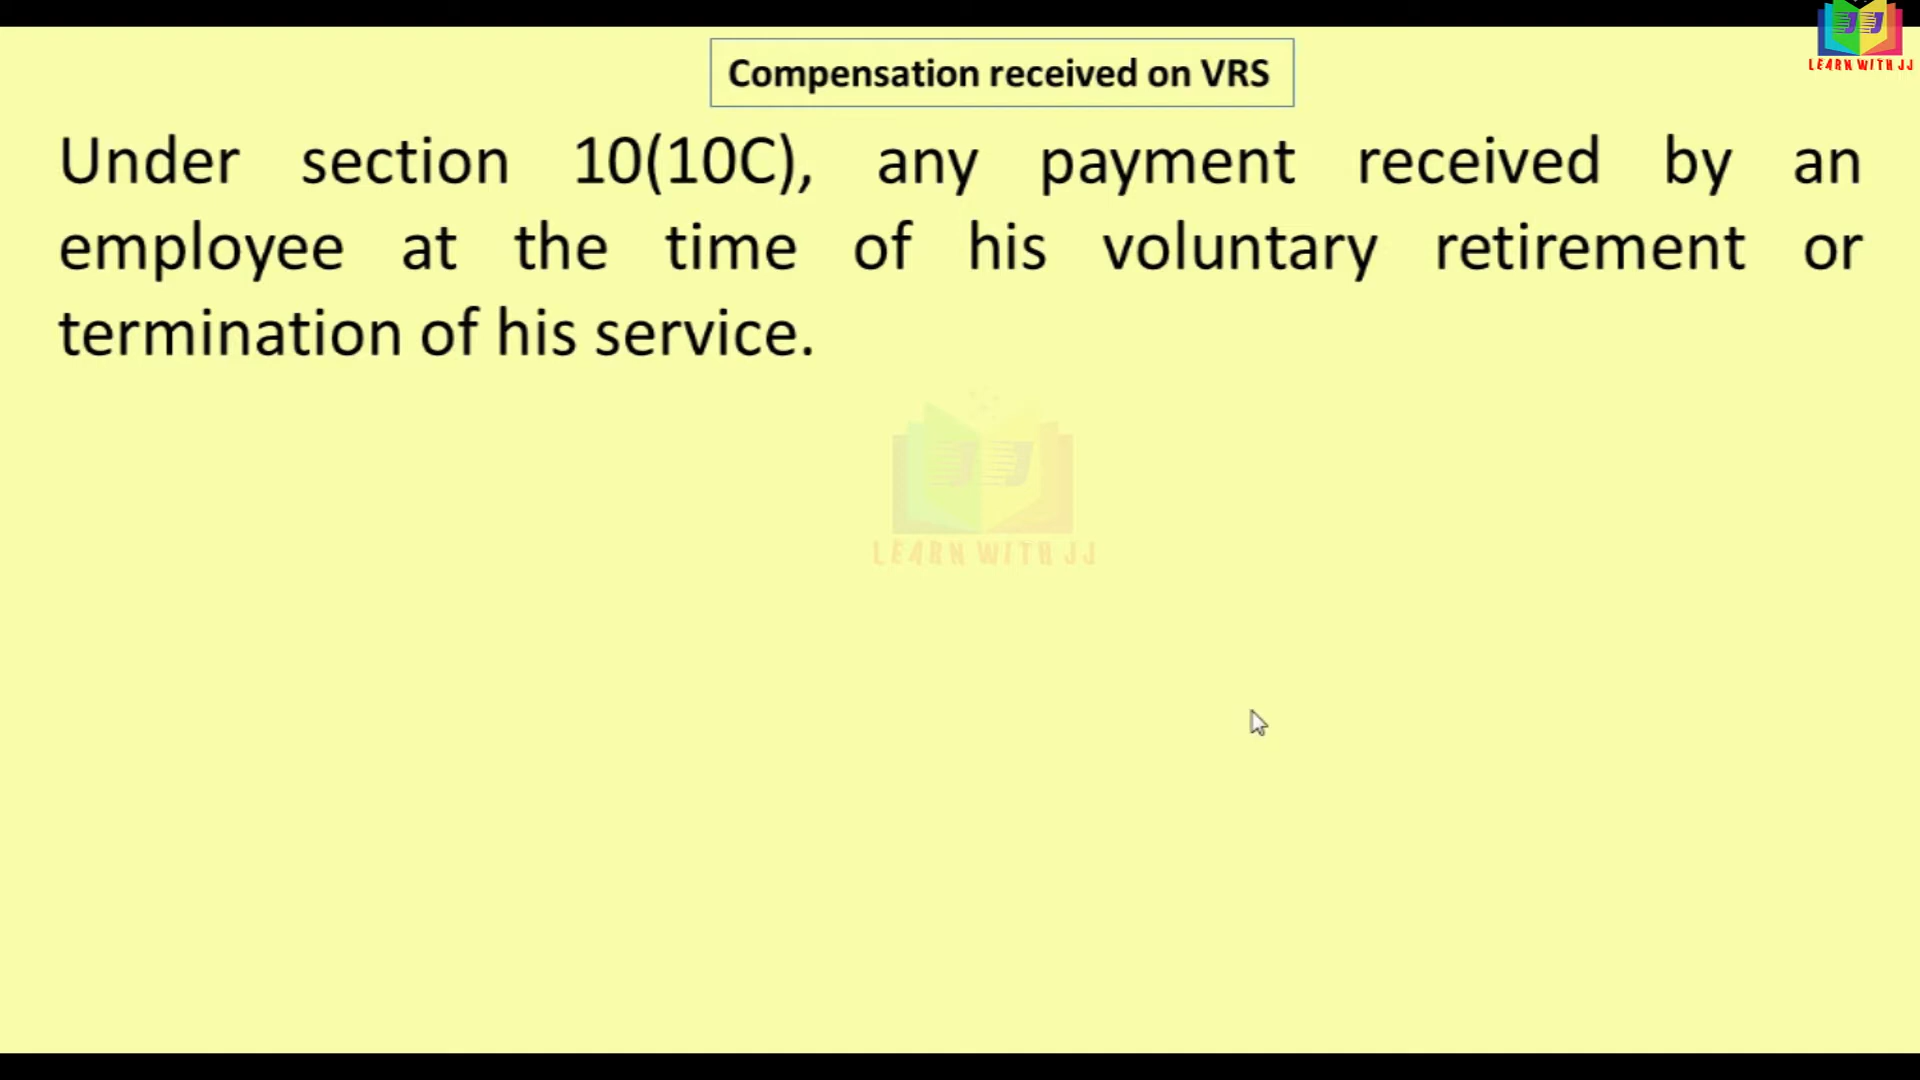 LEARN WITH JJ
Compensation received on VRS
Under section 10(10C), any payment received by an
employee at the time of his voluntary retirement or
termination of his service.
JJ
LEARN WITH JJ